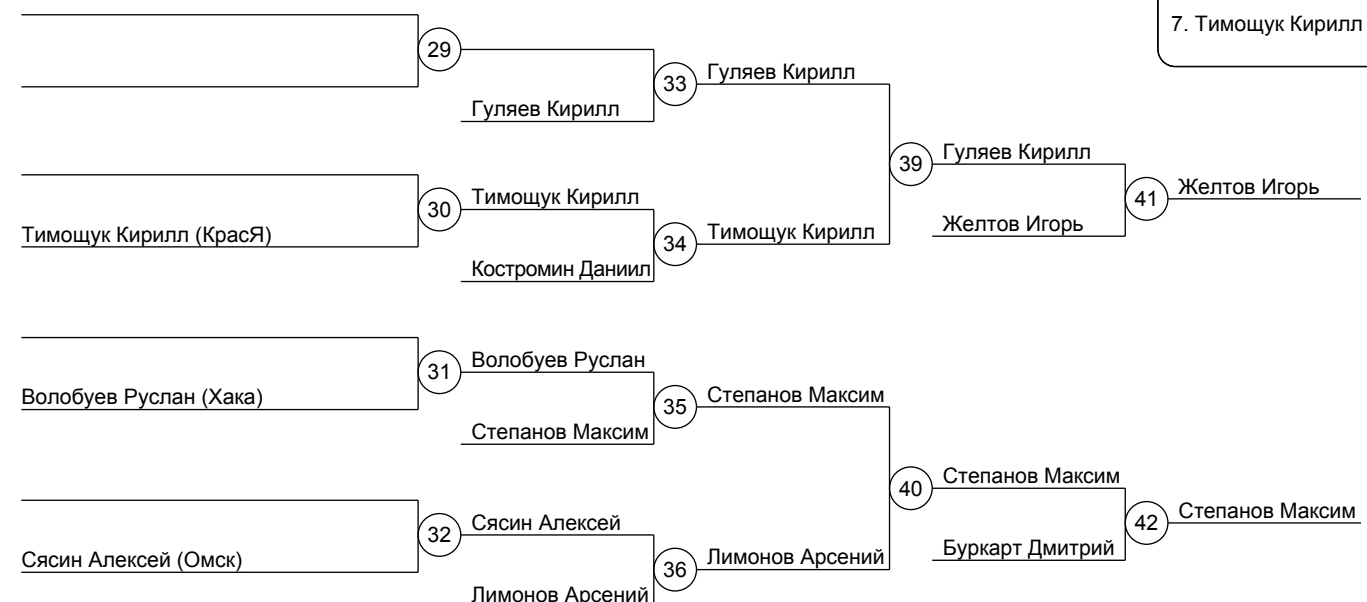 7. Тимощук Кирилл
29
33
Гуляев Кирилл
Гуляев Кирилл
39
Гуляев Кирилл
41
Желтов Игорь
30
Тимощук Кирилл
Желтов Игорь
Тимощук Кирилл (КрасЯ)
34
Тимощук Кирилл
Костромин Даниил
31
Волобуев Руслан
Волобуев Руслан (Хака)
35
Степанов Максим
Степанов Максим
40
Степанов Максим
42
Степанов Максим
32
Сясин Алексей
Буркарт Дмитрий
Сясин Алексей (Омск)
36
Лимонов Арсений
Лимонов Арсений